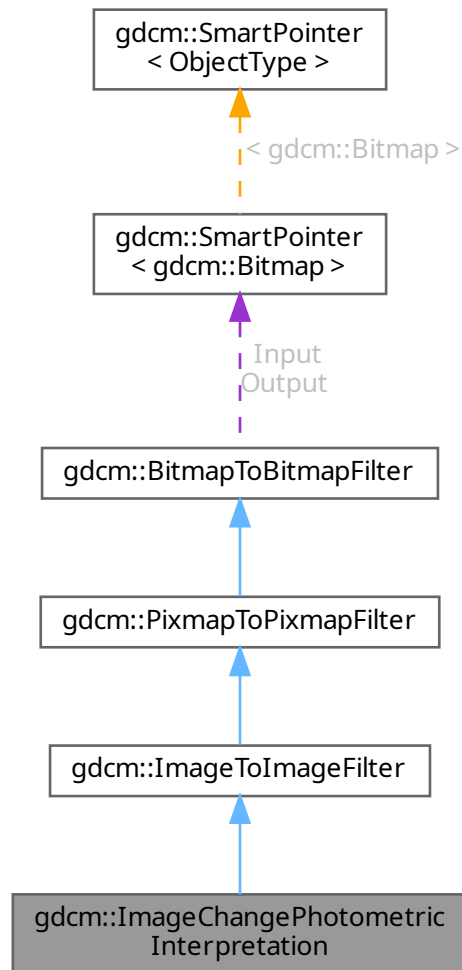 gdcm::SmartPointer
< ObjectType >
< gdcm::Bitmap >
gdcm::SmartPointer
< gdcm::Bitmap >
Input
Output
gdcm::BitmapToBitmapFilter
gdcm::PixmapToPixmapFilter
gdcm::ImageToImageFilter
gdcm::ImageChangePhotometric
Interpretation